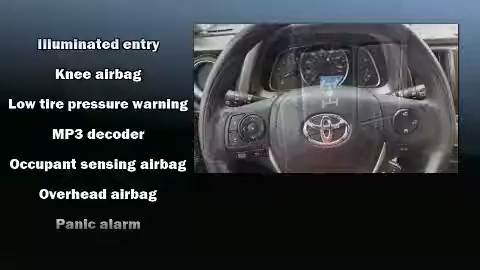 Illuminated entry
Knee airbag
Low tire pressure warning
MP3 decoder
Occupant sensing airbag
Overhead airbag
Panic alarm